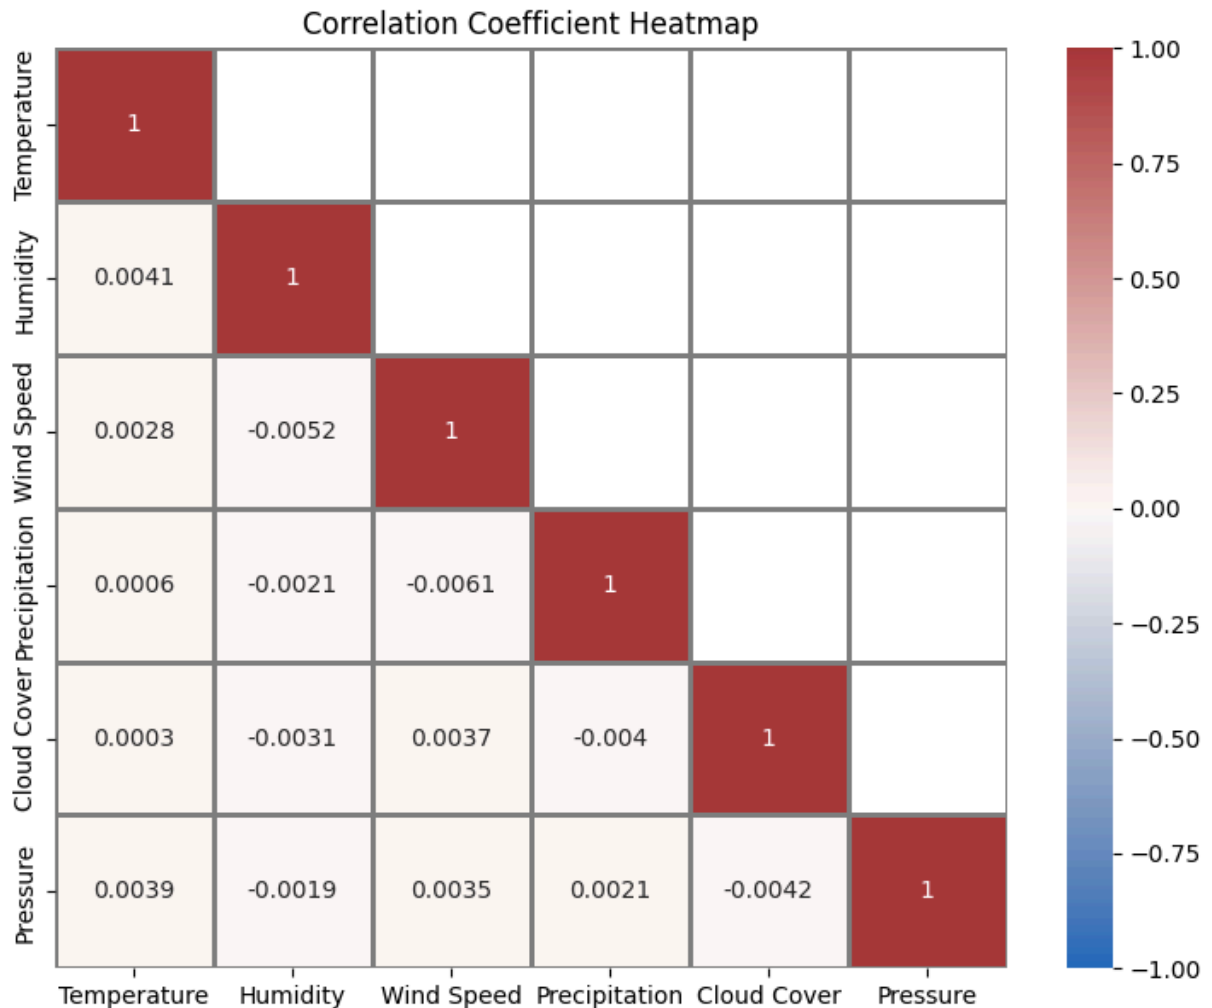 Correlation Coefficient Heatmap
Temperature
1
Humidity
0.0041
1
Wind Speed
0.0028
-0.0052
1
Precipitation
0.0006
-0.0021
-0.0061
1
Cloud Cover
0.0003
-0.0031
0.0037
-0.004
1
Pressure
0.0039
-0.0019
0.0035
0.0021
-0.0042
1
Temperature
Humidity
Wind Speed
Precipitation
Cloud Cover
Pressure
1.00
0.75
0.50
0.25
0.00
−0.25
−0.50
−0.75
−1.00